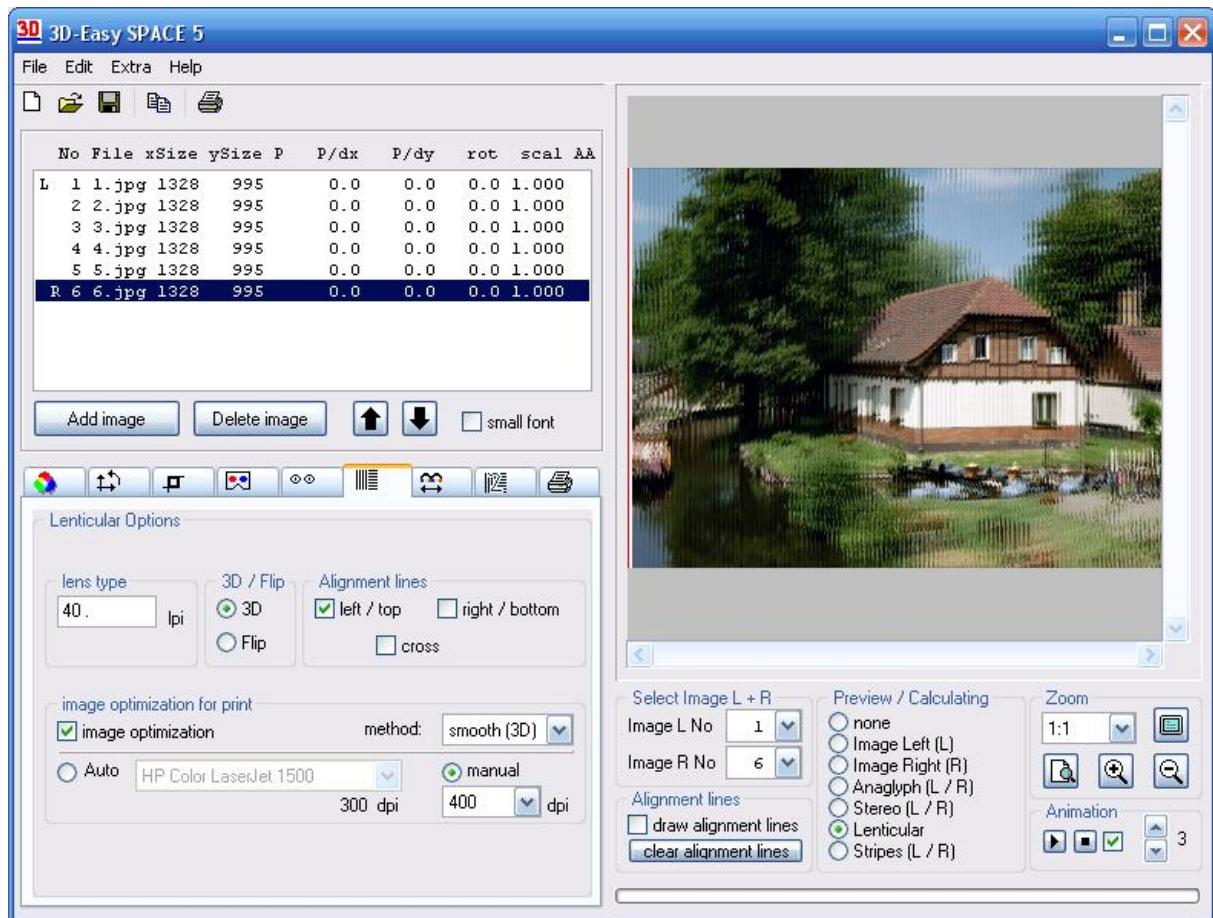 3D 3D-Easy SPACE 5
File Edit Extra Help
No File xSize ySize P P/dx P/dy rot scal AA
L 1 1.jpg 1328 995 0.0 0.0 0.0 1.000
2 2.jpg 1328 995 0.0 0.0 0.0 1.000
3 3.jpg 1328 995 0.0 0.0 0.0 1.000
4 4.jpg 1328 995 0.0 0.0 0.0 1.000
5 5.jpg 1328 995 0.0 0.0 0.0 1.000
R 6 6.jpg 1328 995 0.0 0.0 0.0 1.000
Add image Delete image small font
Lenticular Options
lens type 3D / Flip Alignment lines
40. lpi 3D left / top right / bottom
Flip cross
image optimization for print
image optimization method: smooth (3D)
Auto HP Color LaserJet 1500 manual
300 dpi 400 dpi
Select Image L + R
Image L No 1
Image R No 6
Alignment lines
draw alignment lines
clear alignment lines
Preview / Calculating
none
Image Left (L)
Image Right (R)
Anaglyph (L / R)
Stereo (L / R)
Lenticular
Stripes (L / R)
Zoom
1:1
Animation
3